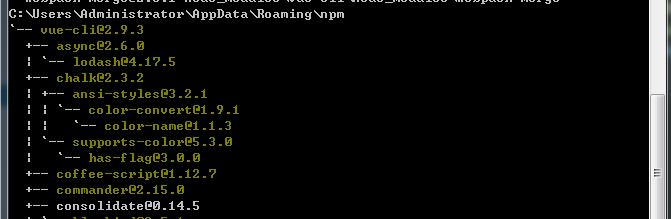 C:\Users\Administrator\AppData\Roaming\npm
`-- vue-cli@2.9.3
+-- async@2.6.0
¦ `-- lodash@4.17.5
+-- chalk@2.3.2
¦ +-- ansi-styles@3.2.1
¦ ¦ `-- color-convert@1.9.1
¦ ¦   `-- color-name@1.1.3
¦ `-- supports-color@5.3.0
¦   `-- has-flag@3.0.0
+-- coffee-script@1.12.7
+-- commander@2.15.0
+-- consolidate@0.14.5